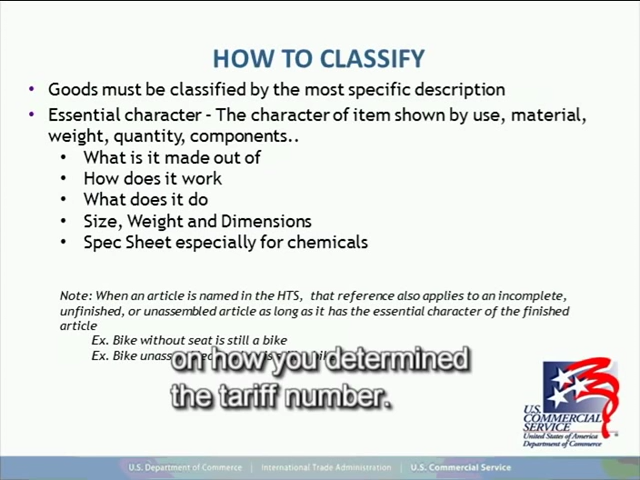 HOW TO CLASSIFY
• Goods must be classified by the most specific description
• Essential character – The character of item shown by use, material,
weight, quantity, components..
• What is it made out of
• How does it work
• What does it do
• Size, Weight and Dimensions
• Spec Sheet especially for chemicals
Note: When an article is named in the HTS, that reference also applies to an incomplete,
unfinished, or unassembled article as long as it has the essential character of the finished
article
Ex. Bike without seat is still a bike
Ex. Bike
on how you determined
the tariff number.
U.S.
COMMERCIAL
SERVICE
United States of America
Department of Commerce
U.S. Department of Commerce | International Trade Administration | U.S. Commercial Service